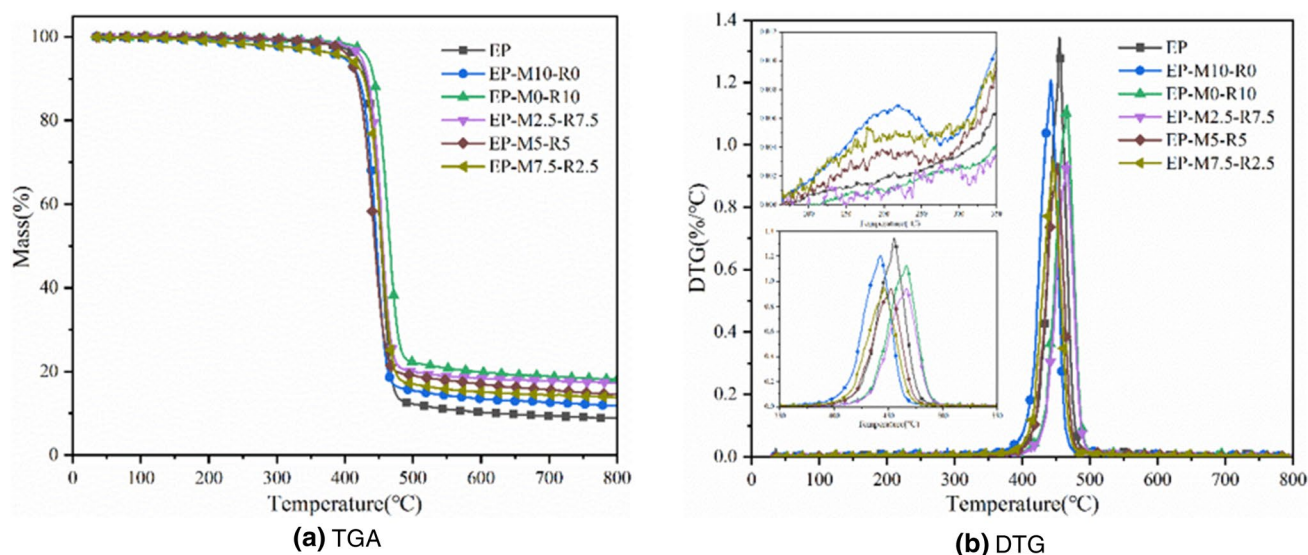 100
80
60
40
20
0
Mass(%)
EP
EP-M10-R0
EP-M0-R10
EP-M2.5-R7.5
EP-M5-R5
EP-M7.5-R2.5
0 100 200 300 400 500 600 700 800
Temperature(℃)
(a) TGA
1.4
1.2
1.0
0.8
0.6
0.4
0.2
0.0
DTG(%/℃)
EP
EP-M10-R0
EP-M0-R10
EP-M2.5-R7.5
EP-M5-R5
EP-M7.5-R2.5
Temperature(℃)
Temperature(℃)
0 100 200 300 400 500 600 700 800
Temperature(℃)
(b) DTG